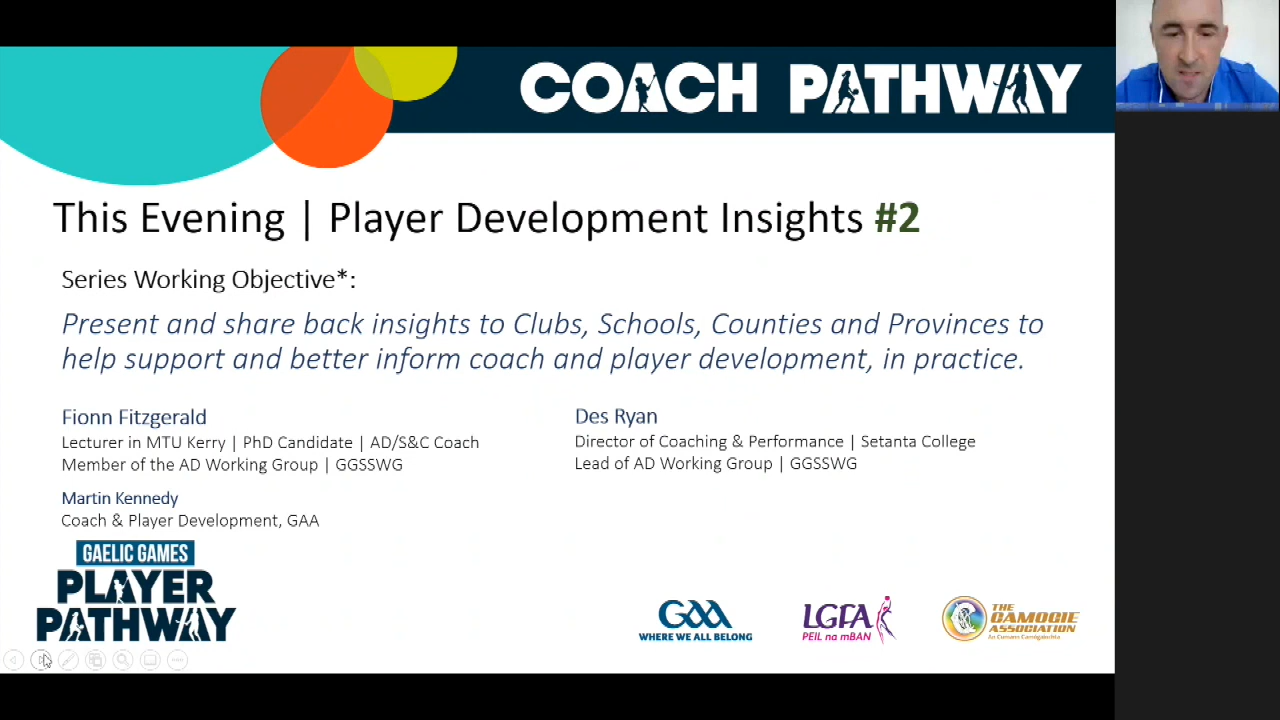 COACH PATHWAY
This Evening | Player Development Insights #2
Series Working Objective*:
Present and share back insights to Clubs, Schools, Counties and Provinces to
help support and better inform coach and player development, in practice.
Fionn Fitzgerald
Lecturer in MTU Kerry | PhD Candidate | AD/S&C Coach
Member of the AD Working Group | GGSSWG
Des Ryan
Director of Coaching & Performance | Setanta College
Lead of AD Working Group | GGSSWG
Martin Kennedy
Coach & Player Development, GAA
GAELIC GAMES
PLAYER
PATHWAY
GAA
WHERE WE ALL BELONG
LGFA
PEIL na mBAN
THE
CAMOGIE
ASSOCIATION
An Cumann Camógaíochta